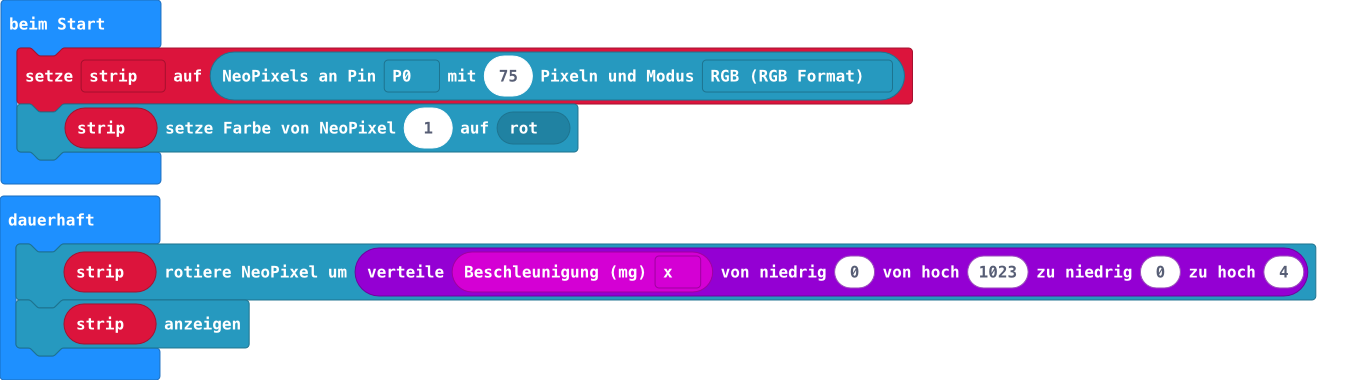 beim Start
setze strip auf NeoPixels an Pin P0 mit 75 Pixeln und Modus RGB (RGB Format)
strip setze Farbe von NeoPixel 1 auf rot
dauerhaft
strip rotiere NeoPixel um verteile Beschleunigung (mg) x von niedrig 0 von hoch 1023 zu niedrig 0 zu hoch 4
strip anzeigen